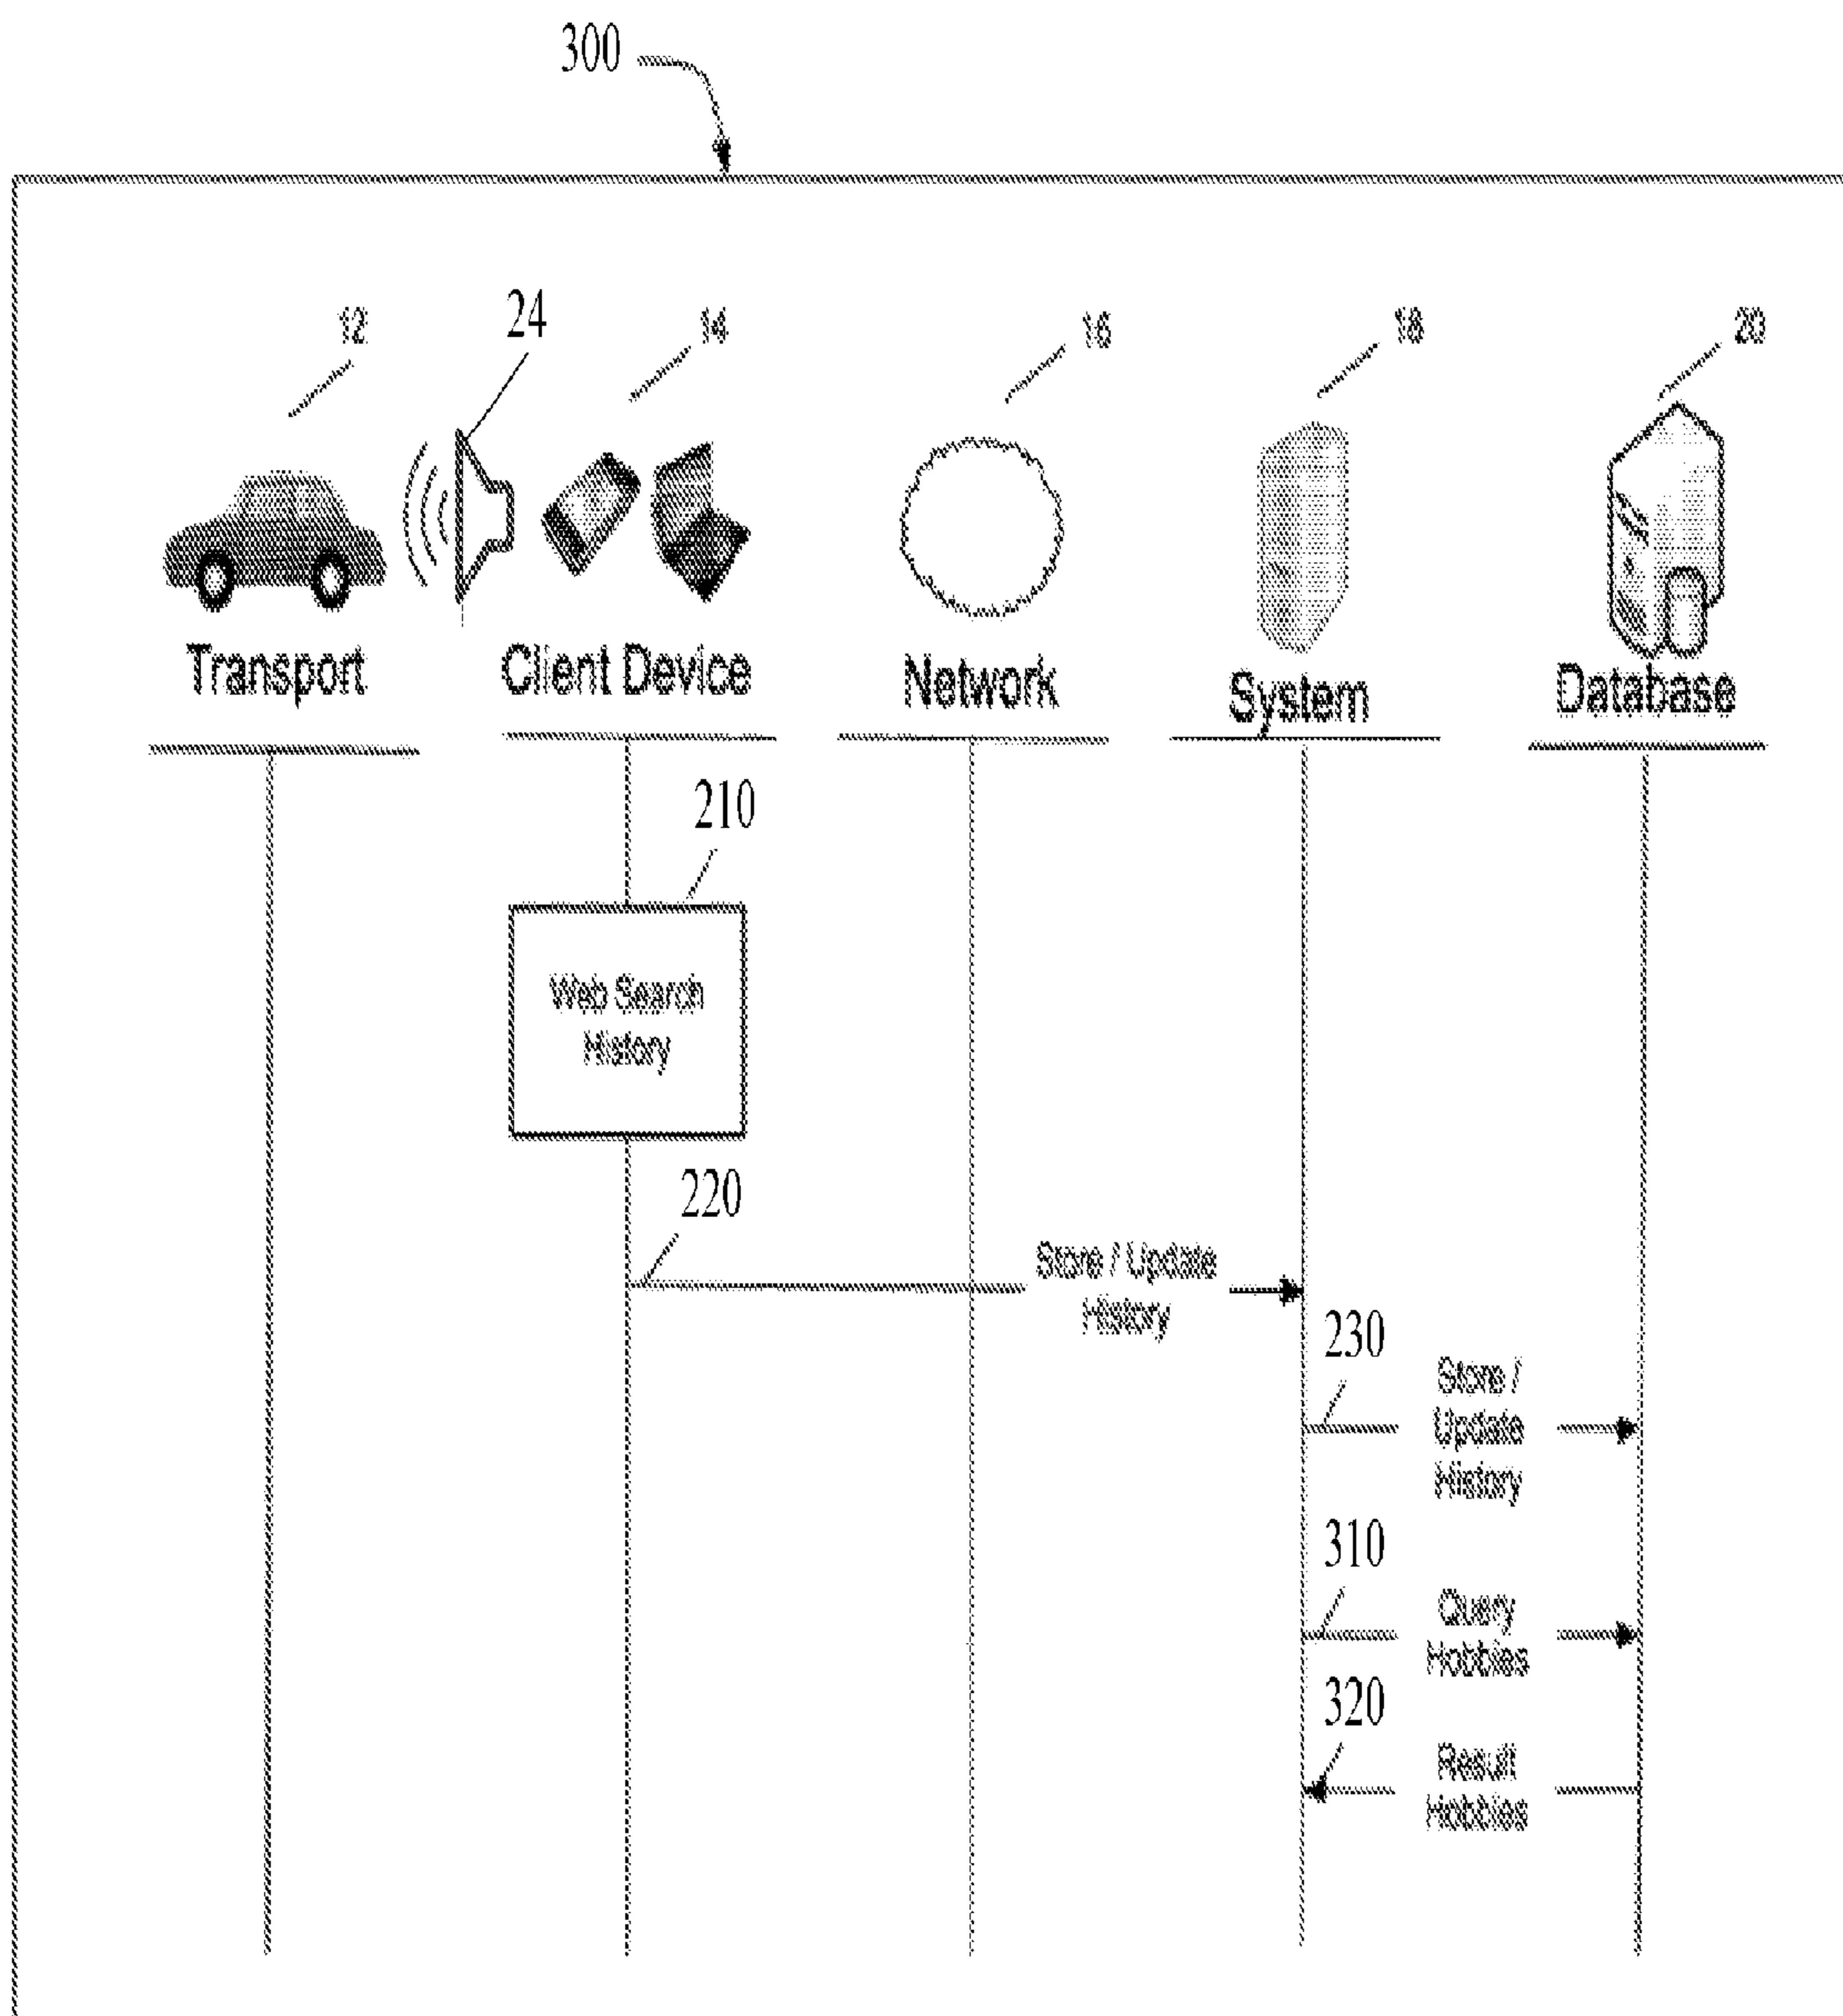 300
12
24
14
16
18
20
Transport
Client Device
Network
System
Database
210
Web Search
History
220
Store / Update
History
230
Store /
Update
History
310
Query
Hobbies
320
Result
Hobbies